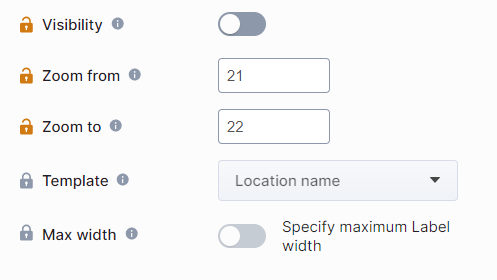 Visibility
Zoom from 21
Zoom to 22
Template Location name
Max width Specify maximum Label
width